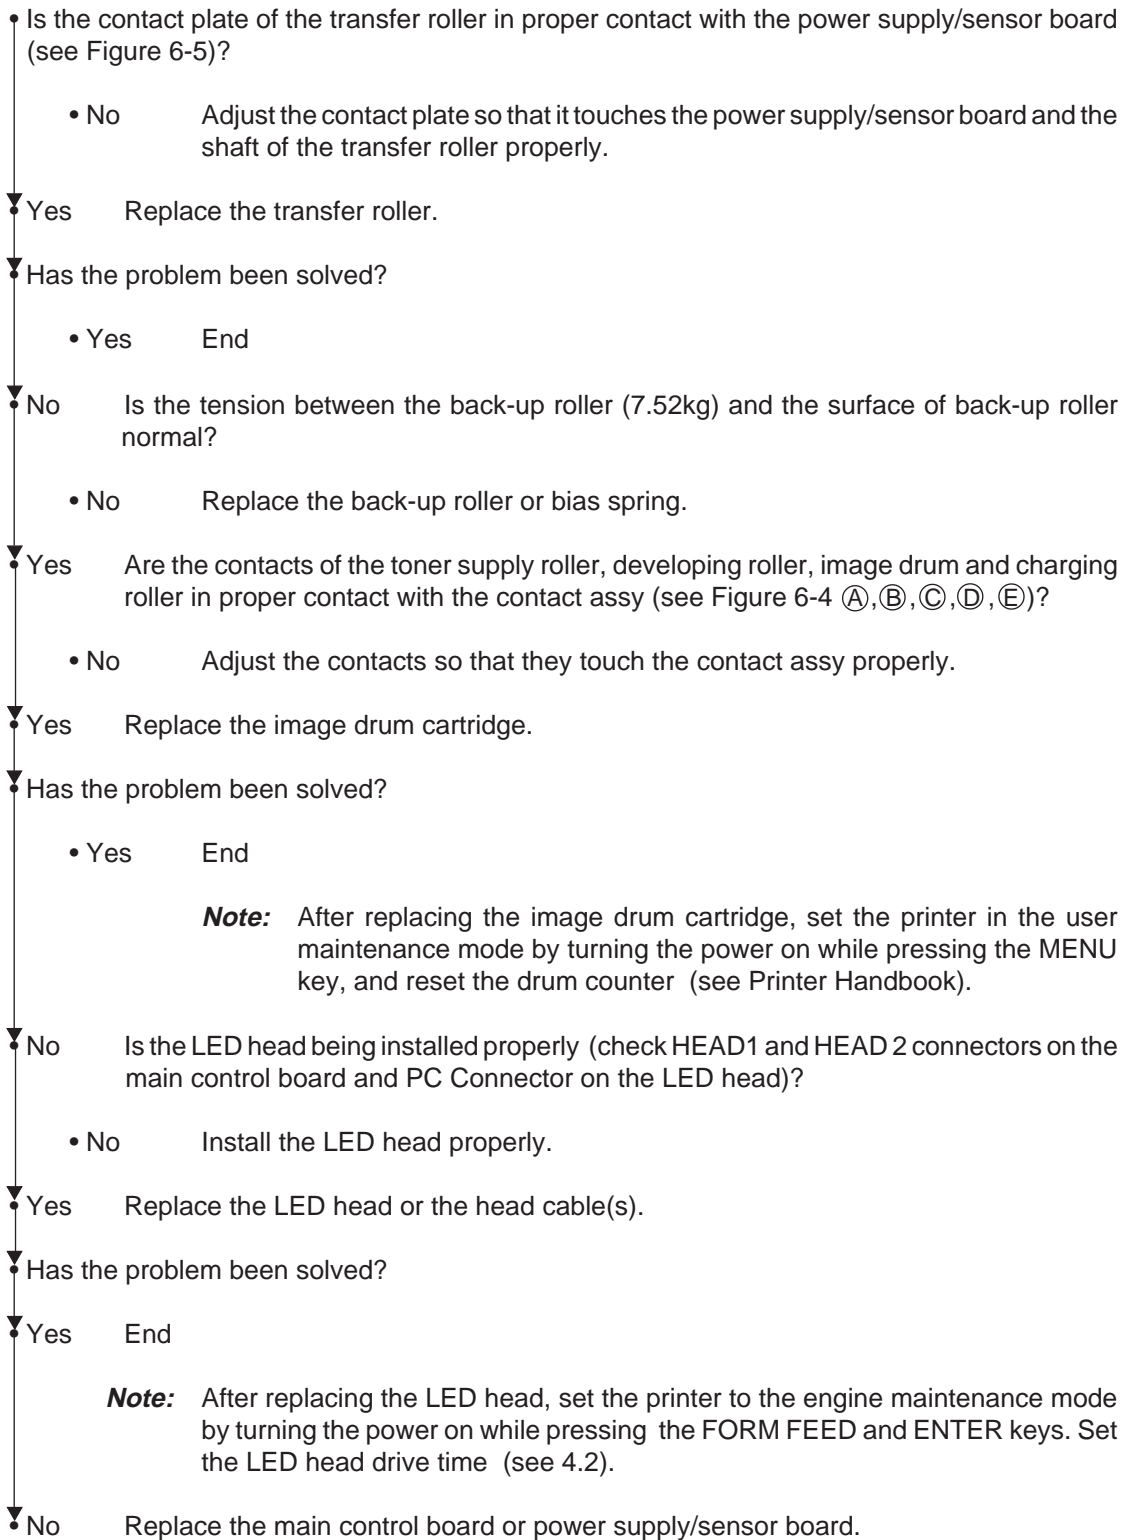 • Is the contact plate of the transfer roller in proper contact with the power supply/sensor board
(see Figure 6-5)?
• No Adjust the contact plate so that it touches the power supply/sensor board and the
shaft of the transfer roller properly.
• Yes Replace the transfer roller.
• Has the problem been solved?
• Yes End
• No Is the tension between the back-up roller (7.52kg) and the surface of back-up roller
normal?
• No Replace the back-up roller or bias spring.
• Yes Are the contacts of the toner supply roller, developing roller, image drum and charging
roller in proper contact with the contact assy (see Figure 6-4 Ⓐ,Ⓑ,Ⓒ,Ⓓ,Ⓔ)?
• No Adjust the contacts so that they touch the contact assy properly.
• Yes Replace the image drum cartridge.
• Has the problem been solved?
• Yes End
Note: After replacing the image drum cartridge, set the printer in the user
maintenance mode by turning the power on while pressing the MENU
key, and reset the drum counter (see Printer Handbook).
• No Is the LED head being installed properly (check HEAD1 and HEAD 2 connectors on the
main control board and PC Connector on the LED head)?
• No Install the LED head properly.
• Yes Replace the LED head or the head cable(s).
• Has the problem been solved?
• Yes End
Note: After replacing the LED head, set the printer to the engine maintenance mode
by turning the power on while pressing the FORM FEED and ENTER keys. Set
the LED head drive time (see 4.2).
• No Replace the main control board or power supply/sensor board.